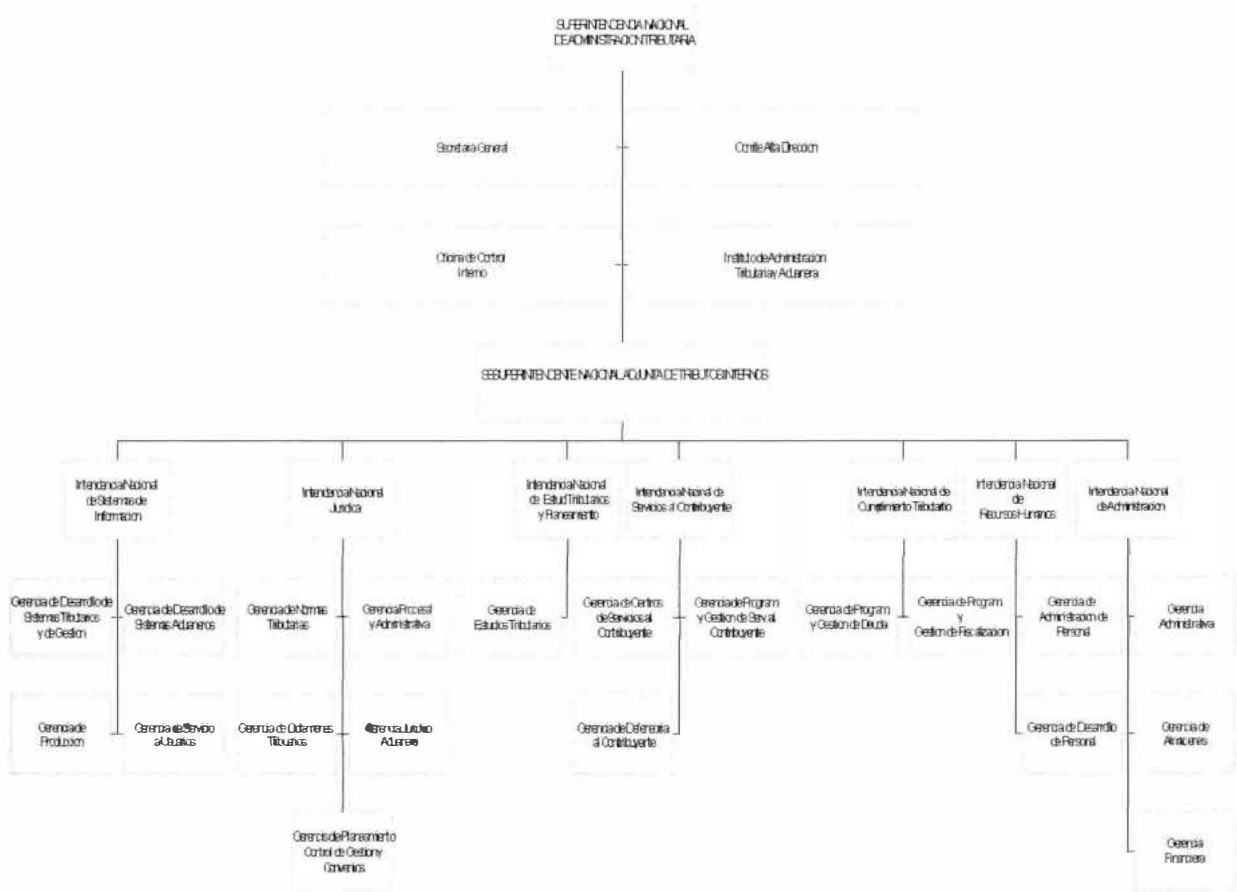 SUPERINTENDENCIA NACIONAL
DE ADMINISTRACION TRIBUTARIA
Secretaria General
Comite Alta Direccion
Oficina de Control
Interno
Instituto de Administracion
Tributaria y Aduanera
NACIONAL ADJUNTA DE TRIBUTOS INTERNOS
Intendencia Nacional
de Sistemas de
Informacion
Intendencia Nacional
Juridica
Intendencia Nacional
de Estud Tributarios
y Planeamiento
Intendencia Nacinal de
Servicios al Contribuyente
Intendencia Nacional de
Cumplimento Tributario
Intendencia Nacional
de
Recursos Humanos
Intendencia Nacional
de Administracion
Gerencia de Desarrollo de
Sistemas Tributarios
y de Gestion
Gerencia de Desarrollo de
Sistemas Aduaneros
Gerencia de Normas
Tributarias
Gerencia Procesal
y Administrativa
Gerencia de
Estudios Tributarios
Gerencia de Centros
de Servicios al
Contribuyente
Gerencia de Program
y Gestion de Serv al
Contribuyente
Gerencia de Program
y Gestion de Deuda
Gerencia de Program
y
Gestion de Fiscalizacion
Gerencia de
Administracion de
Personal
Gerencia
Administrativa
Gerencia de
Produccion
Gerencia de Servicio
a Usuarios
Gerencia de Dictamenes
Tributarios
Gerencia Juridico
Aduanera
Gerencia de Defensoria
al Contribuyente
Gerencia de Desarrollo
de Personal
Gerencia de
Almacenes
Gerencia de Planeamiento
Control de Gestion y
Convenios
Gerencia
Financiera